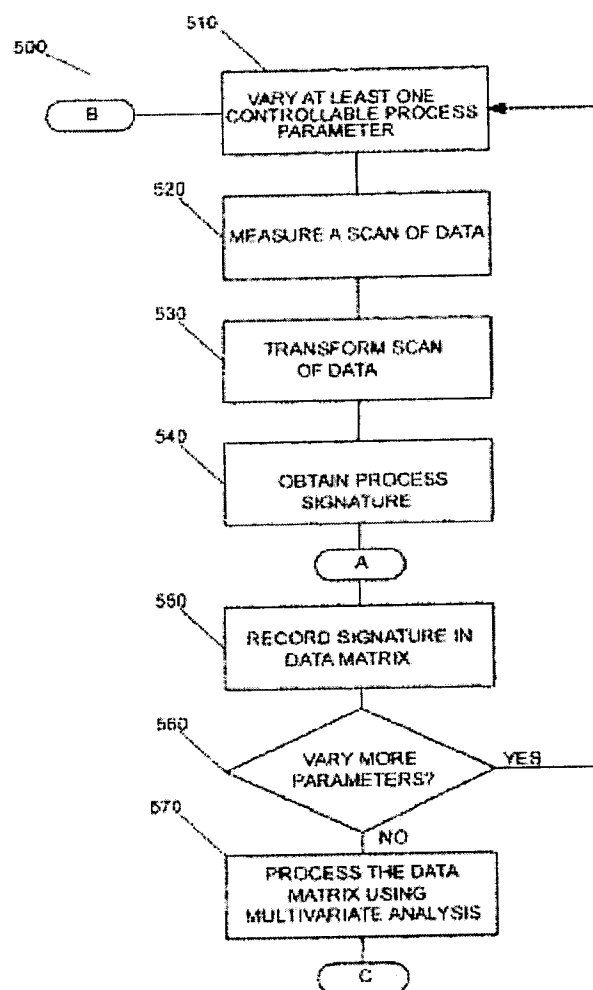 510
500
VARY AT LEAST ONE
CONTROLLABLE PROCESS
PARAMETER
B
520
MEASURE A SCAN OF DATA
530
TRANSFORM SCAN
OF DATA
540
OBTAIN PROCESS
SIGNATURE
A
550
RECORD SIGNATURE IN
DATA MATRIX
560
VARY MORE
PARAMETERS?
YES
NO
570
PROCESS THE DATA
MATRIX USING
MULTIVARIATE ANALYSIS
C